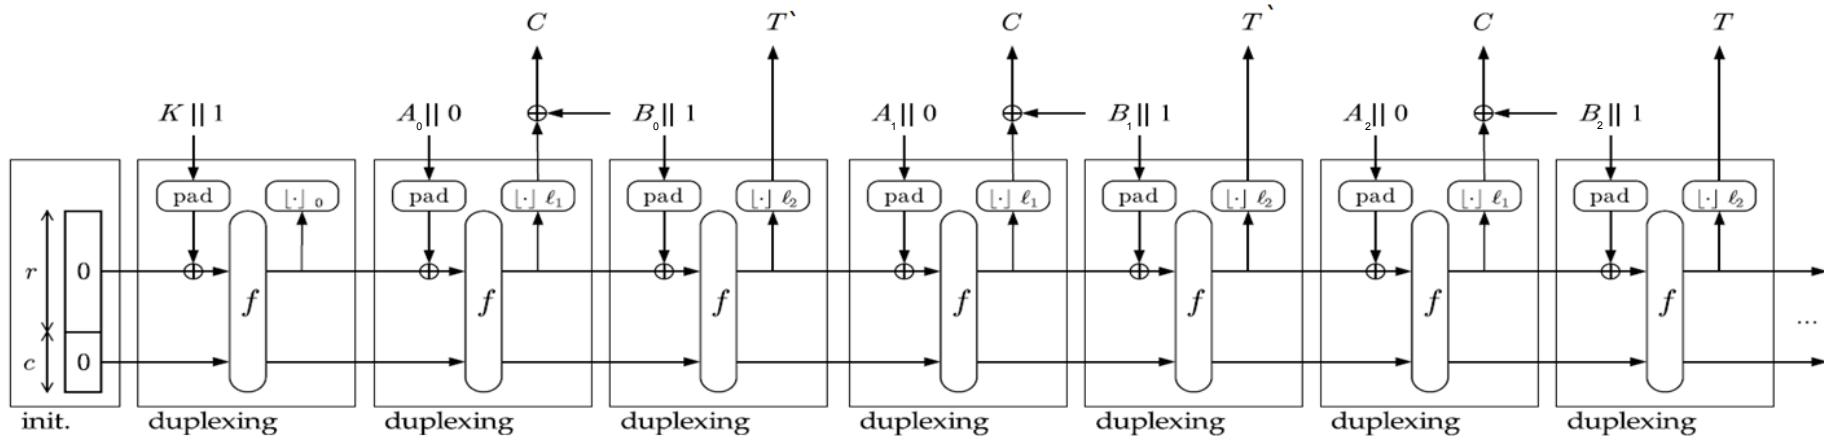 C T` C T` C T
K || 1 A₀ || 0 B₀ || 1 A₁ || 0 B₁ || 1 A₂ || 0 B₂ || 1
pad ⌊·⌋ ₀ pad ⌊·⌋ ℓ₁ pad ⌊·⌋ ℓ₂ pad ⌊·⌋ ℓ₁ pad ⌊·⌋ ℓ₂ pad ⌊·⌋ ℓ₁ pad ⌊·⌋ ℓ₂
r 0
f f f f f f f
...
c 0
init. duplexing duplexing duplexing duplexing duplexing duplexing duplexing